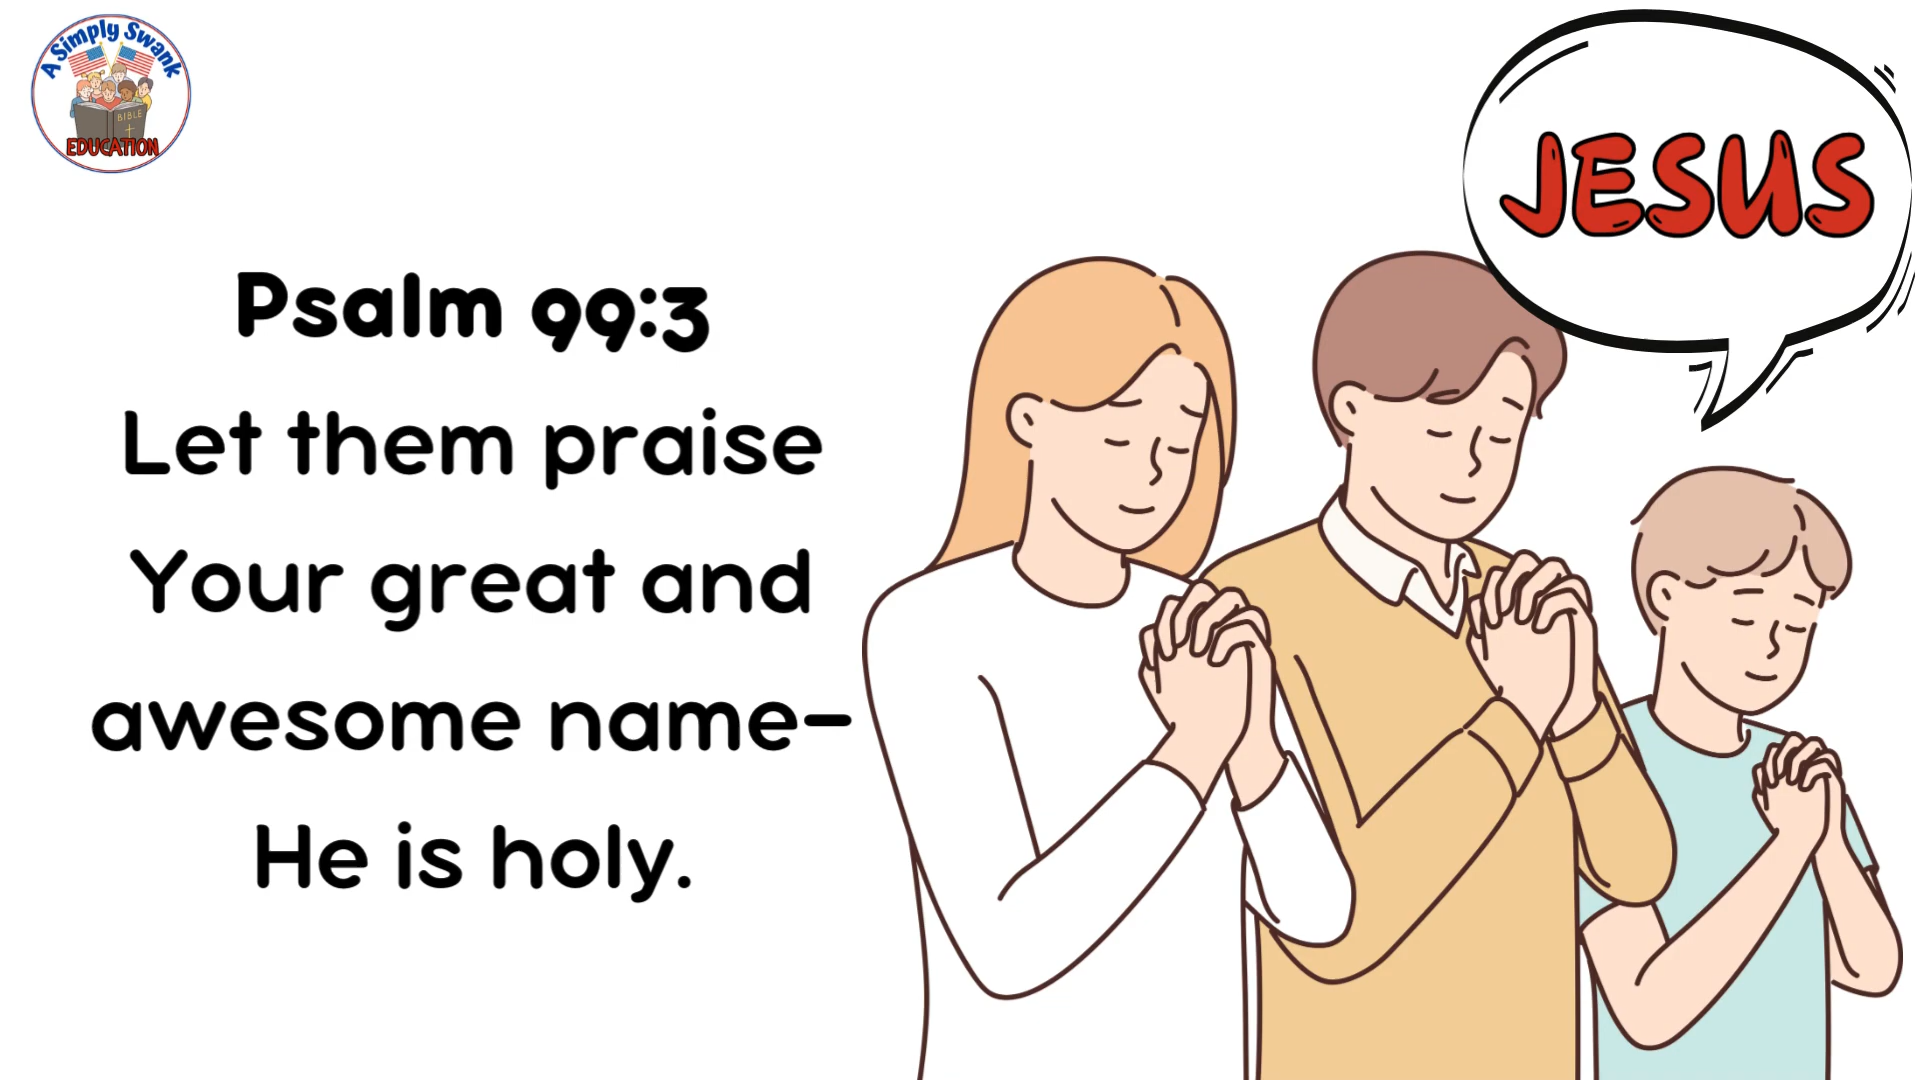 A Simply Swank
BIBLE
EDUCATION
JESUS
Psalm 99:3
Let them praise
Your great and
awesome name–
He is holy.